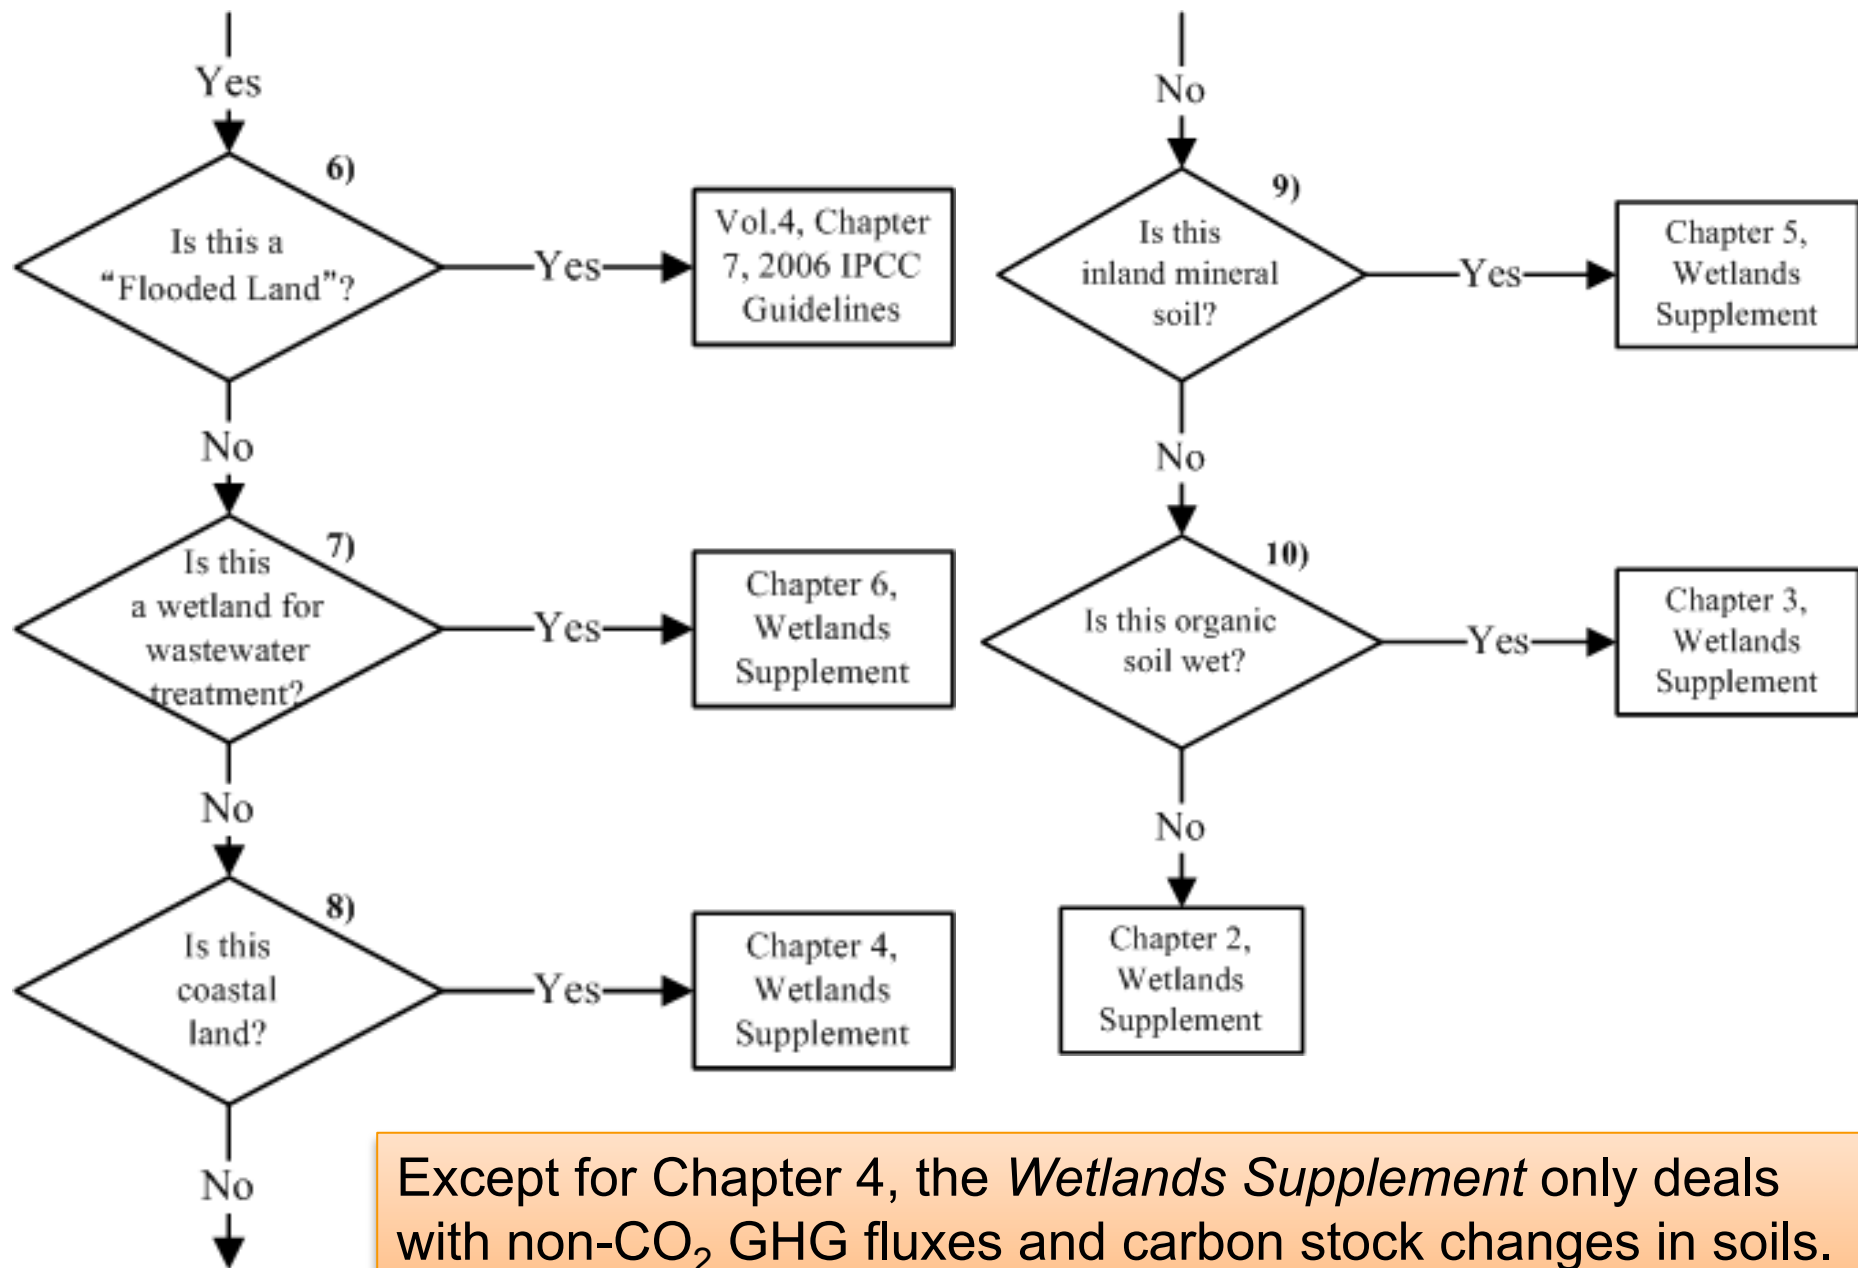 Yes
6)
Is this a
“Flooded Land”?
Yes
Vol.4, Chapter
7, 2006 IPCC
Guidelines
No
7)
Is this
a wetland for
wastewater
treatment?
Yes
Chapter 6,
Wetlands
Supplement
No
8)
Is this
coastal
land?
Yes
Chapter 4,
Wetlands
Supplement
No
No
9)
Is this
inland mineral
soil?
Yes
Chapter 5,
Wetlands
Supplement
No
10)
Is this organic
soil wet?
Yes
Chapter 3,
Wetlands
Supplement
No
Chapter 2,
Wetlands
Supplement
Except for Chapter 4, the Wetlands Supplement only deals
with non-CO₂ GHG fluxes and carbon stock changes in soils.